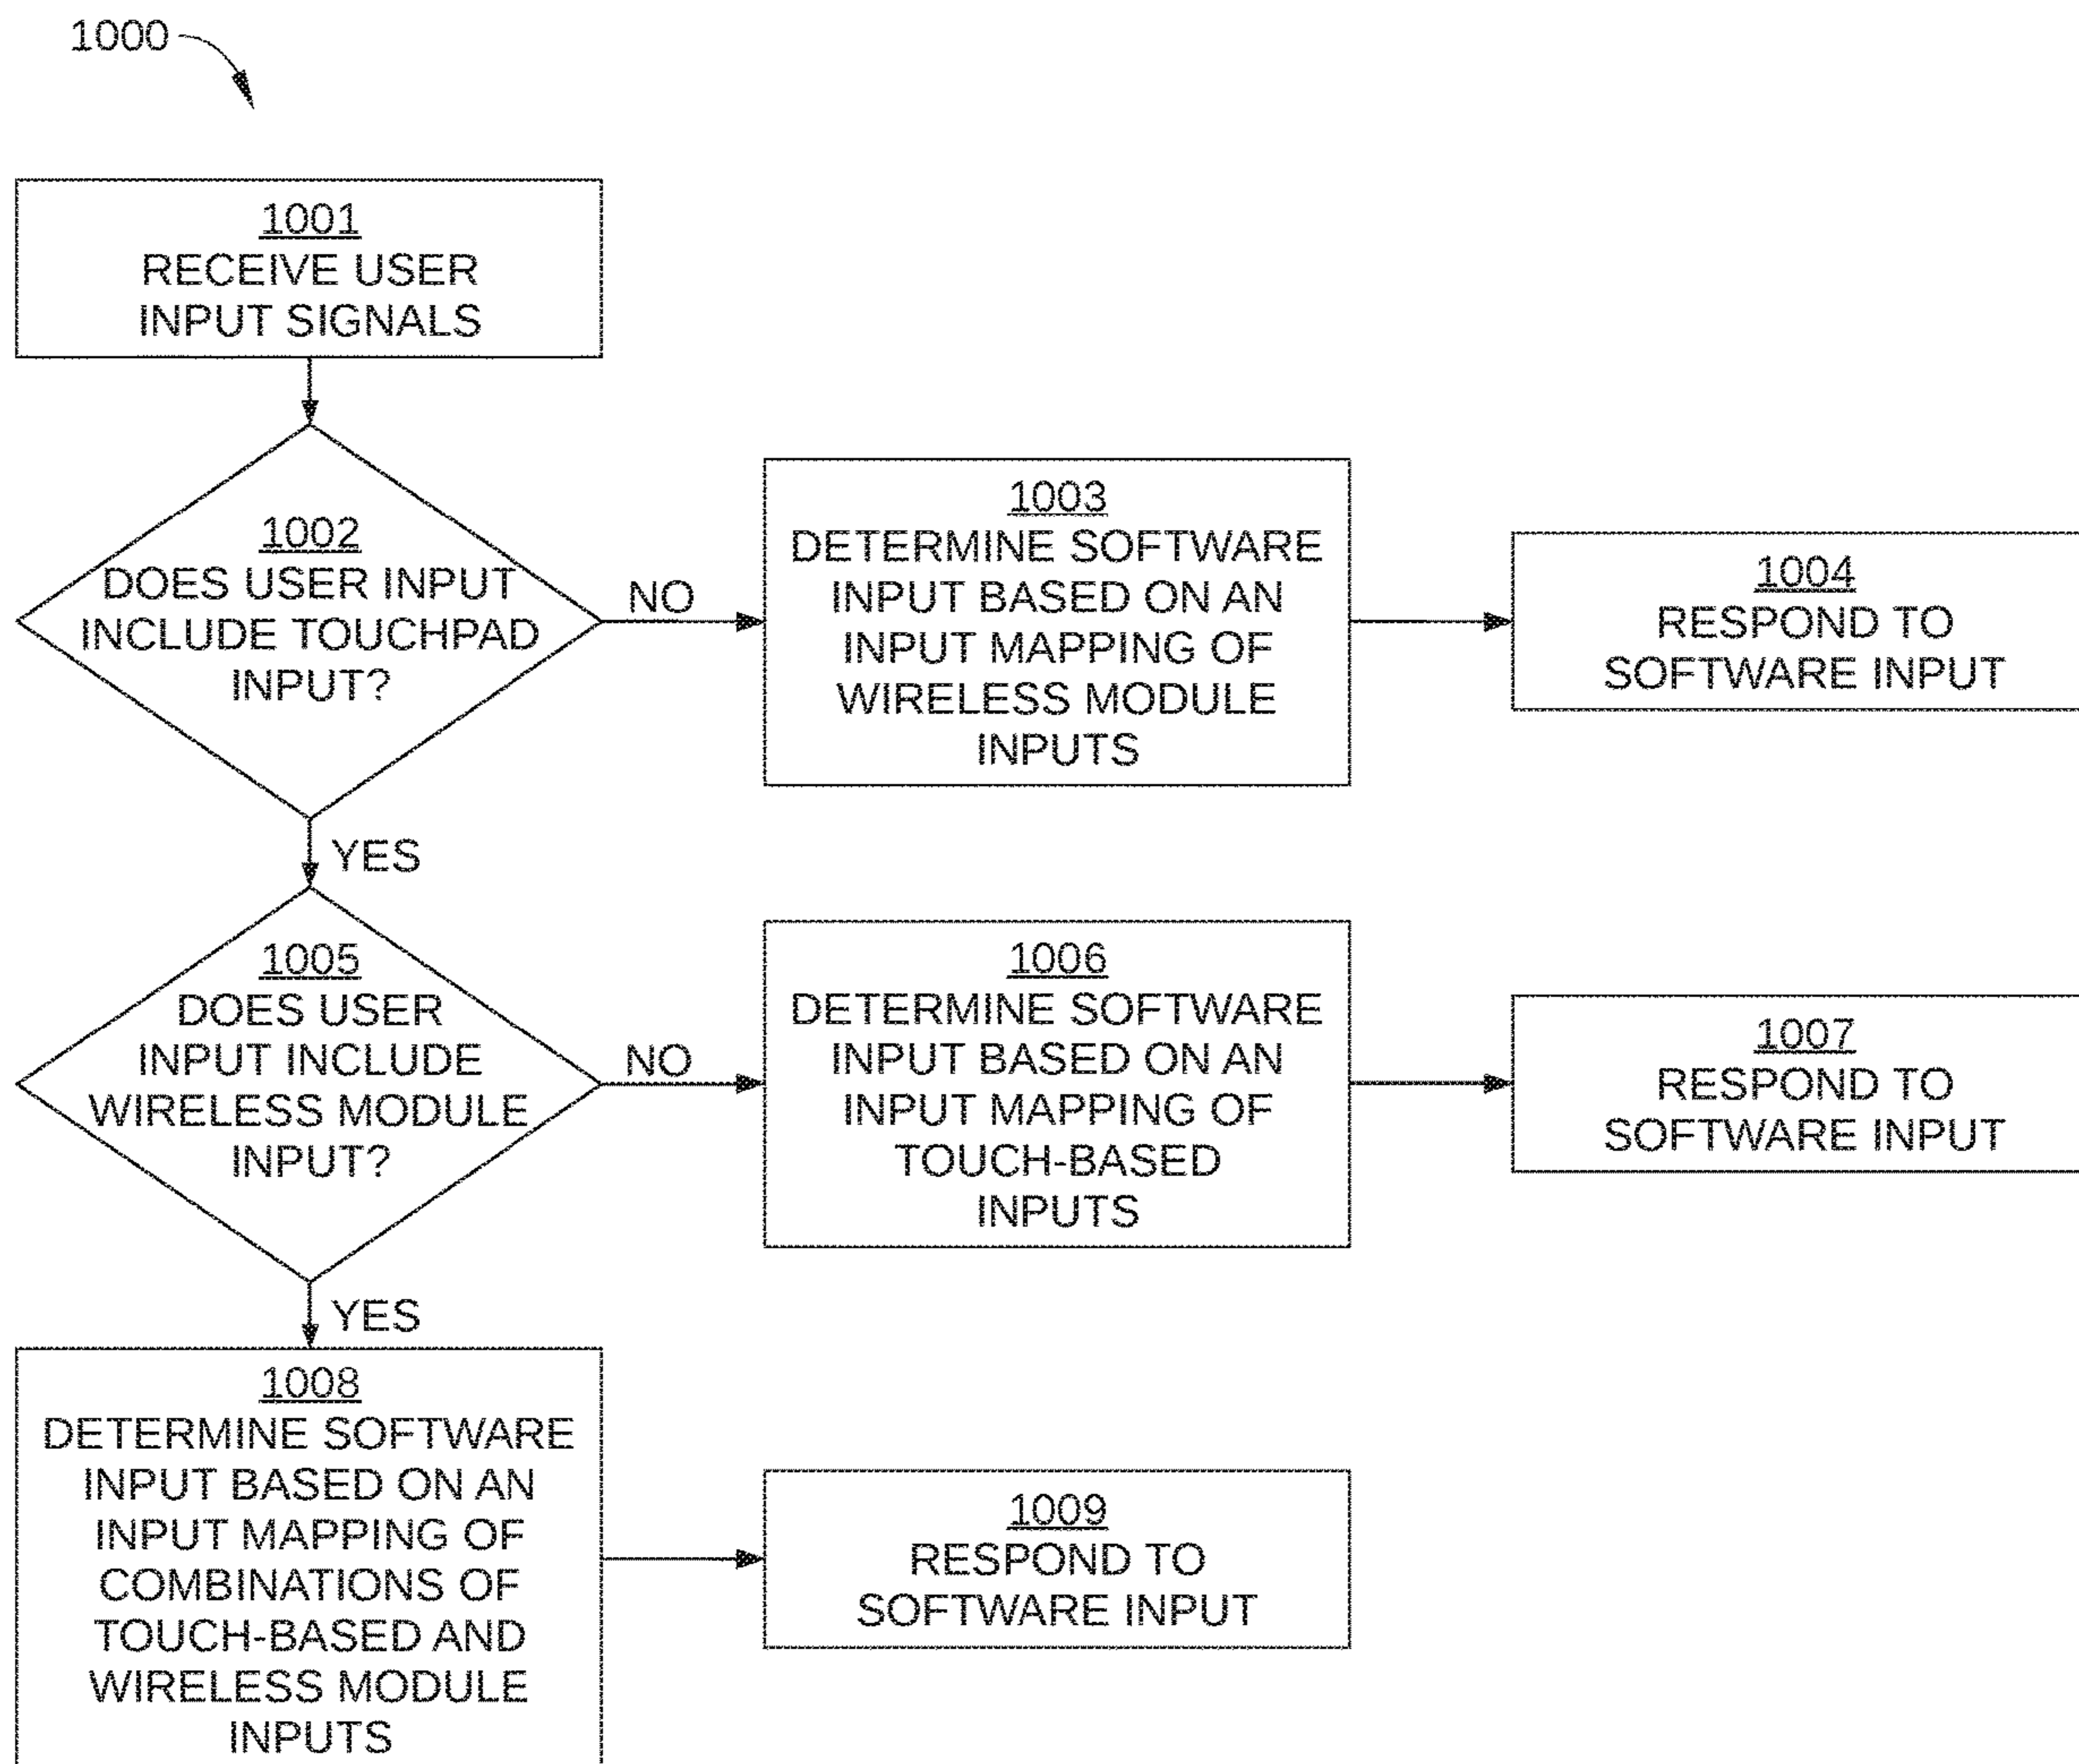 1000
1001
RECEIVE USER
INPUT SIGNALS
1002
DOES USER INPUT
INCLUDE TOUCHPAD
INPUT?
NO
1003
DETERMINE SOFTWARE
INPUT BASED ON AN
INPUT MAPPING OF
WIRELESS MODULE
INPUTS
1004
RESPOND TO
SOFTWARE INPUT
YES
1005
DOES USER
INPUT INCLUDE
WIRELESS MODULE
INPUT?
NO
1006
DETERMINE SOFTWARE
INPUT BASED ON AN
INPUT MAPPING OF
TOUCH-BASED
INPUTS
1007
RESPOND TO
SOFTWARE INPUT
YES
1008
DETERMINE SOFTWARE
INPUT BASED ON AN
INPUT MAPPING OF
COMBINATIONS OF
TOUCH-BASED AND
WIRELESS MODULE
INPUTS
1009
RESPOND TO
SOFTWARE INPUT